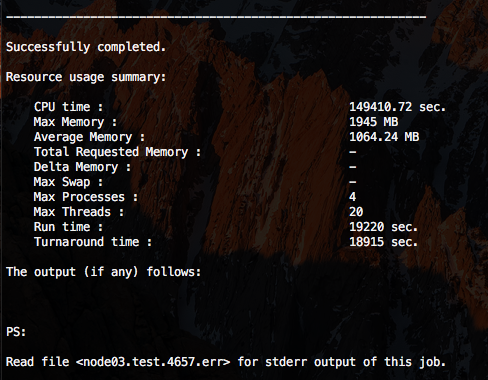 ------------------------------------------------------------
Successfully completed.
Resource usage summary:
CPU time : 149410.72 sec.
Max Memory : 1945 MB
Average Memory : 1064.24 MB
Total Requested Memory : -
Delta Memory : -
Max Swap : -
Max Processes : 4
Max Threads : 20
Run time : 19220 sec.
Turnaround time : 18915 sec.
The output (if any) follows:
PS:
Read file <node03.test.4657.err> for stderr output of this job.